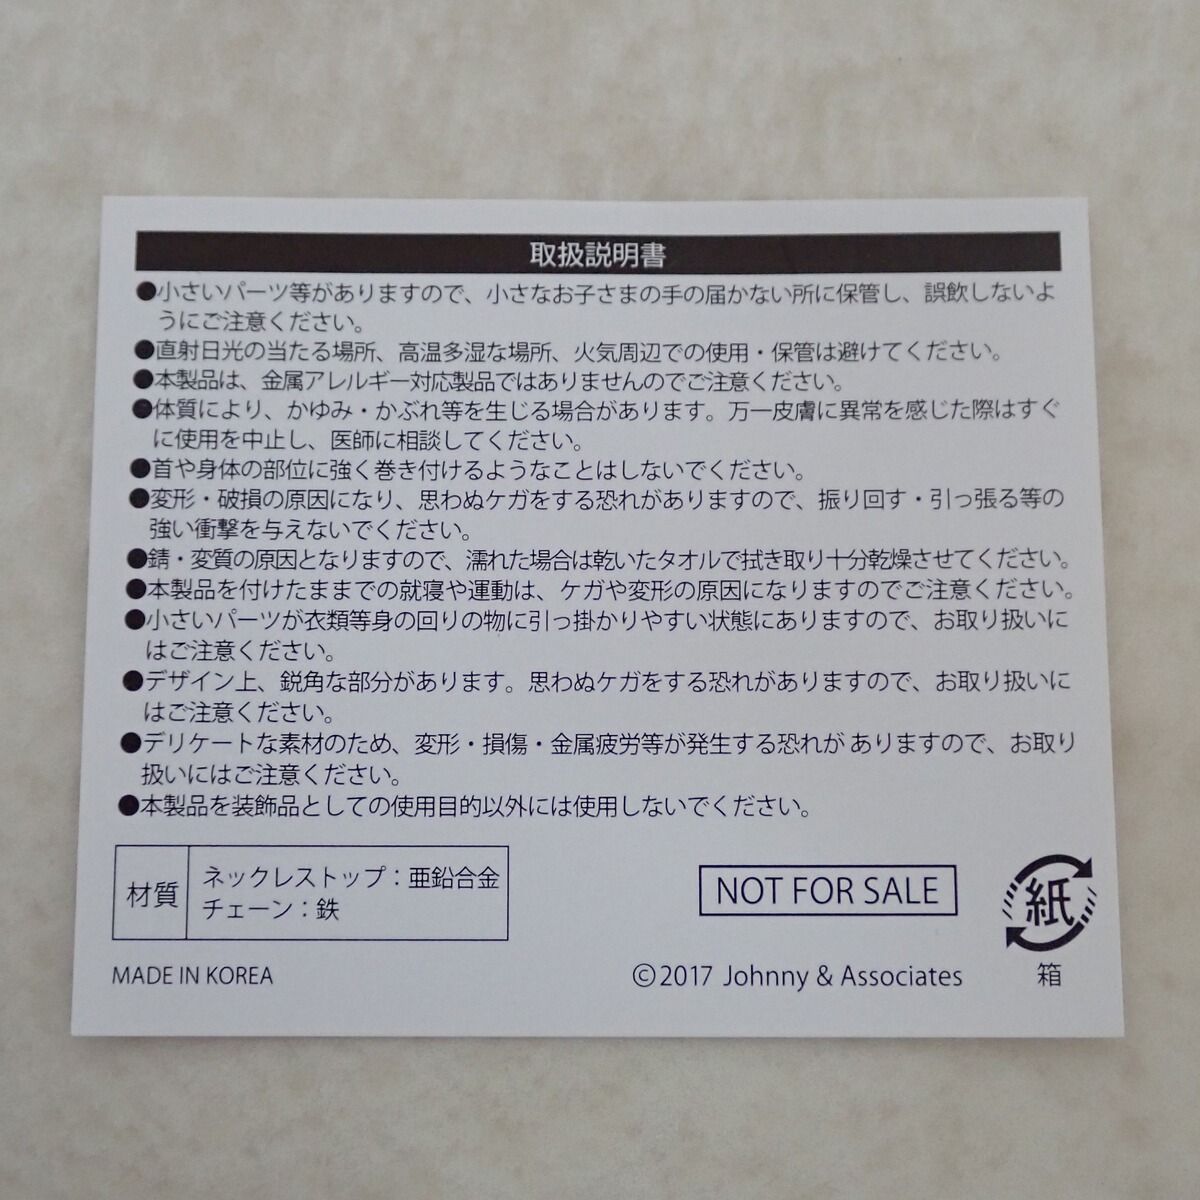 取扱説明書
●小さいパーツ等がありますので、小さなお子さまの手の届かない所に保管し、誤飲しないよ
うにご注意ください。
●直射日光の当たる場所、高温多湿な場所、火気周辺での使用・保管は避けてください。
●本製品は、金属アレルギー対応製品ではありませんのでご注意ください。
●体質により、かゆみ・かぶれ等を生じる場合があります。万一皮膚に異常を感じた際はすぐ
に使用を中止し、医師に相談してください。
●首や身体の部位に強く巻き付けるようなことはしないでください。
●変形・破損の原因になり、思わぬケガをする恐れがありますので、振り回す・引っ張る等の
強い衝撃を与えないでください。
●錆・変質の原因となりますので、濡れた場合は乾いたタオルで拭き取り十分乾燥させてください。
●本製品を付けたままでの就寝や運動は、ケガや変形の原因になりますのでご注意ください。
●小さいパーツが衣類等身の回りの物に引っ掛かりやすい状態にありますので、お取り扱いに
はご注意ください。
●デザイン上、鋭角な部分があります。思わぬケガをする恐れがありますので、お取り扱いに
はご注意ください。
●デリケートな素材のため、変形・損傷・金属疲労等が発生する恐れが ありますので、お取り
扱いにはご注意ください。
●本製品を装飾品としての使用目的以外には使用しないでください。
材質
ネックレストップ：亜鉛合金
チェーン：鉄
NOT FOR SALE
紙
箱
MADE IN KOREA
©2017 Johnny & Associates